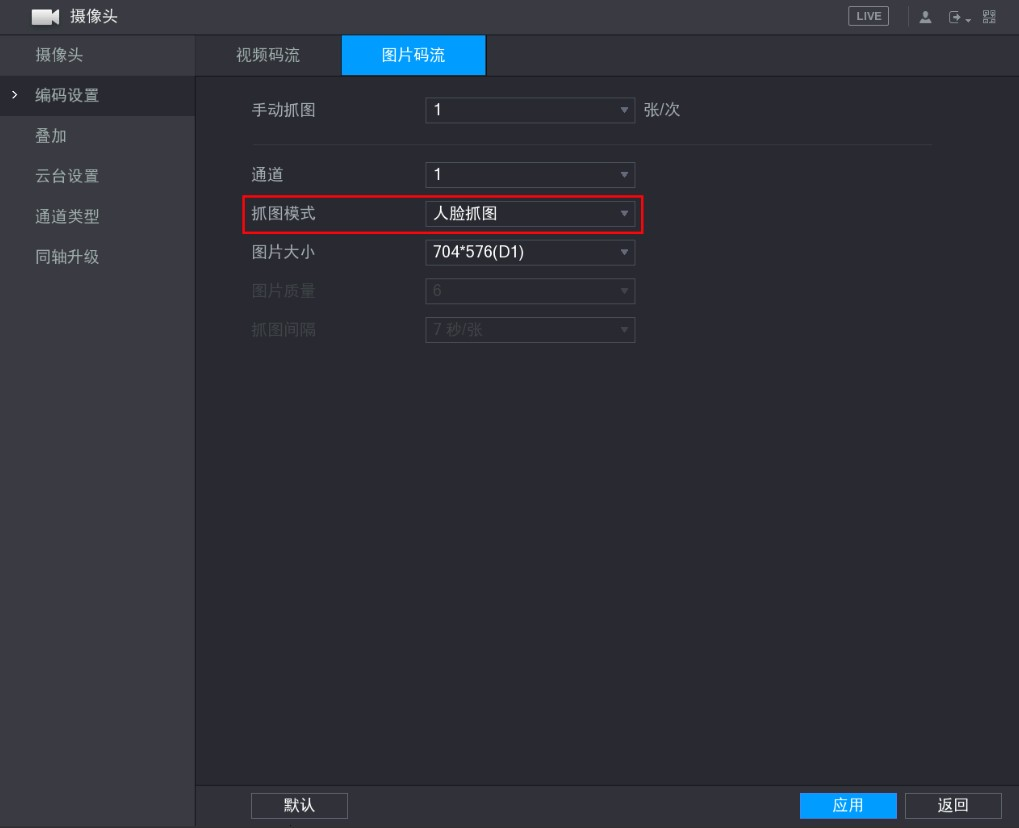 摄像头
LIVE
摄像头
编码设置
叠加
云台设置
通道类型
同轴升级
视频码流
图片码流
手动抓图
1
张/次
通道
1
抓图模式
人脸抓图
图片大小
704*576(D1)
图片质量
6
抓图间隔
7 秒/张
默认
应用
返回